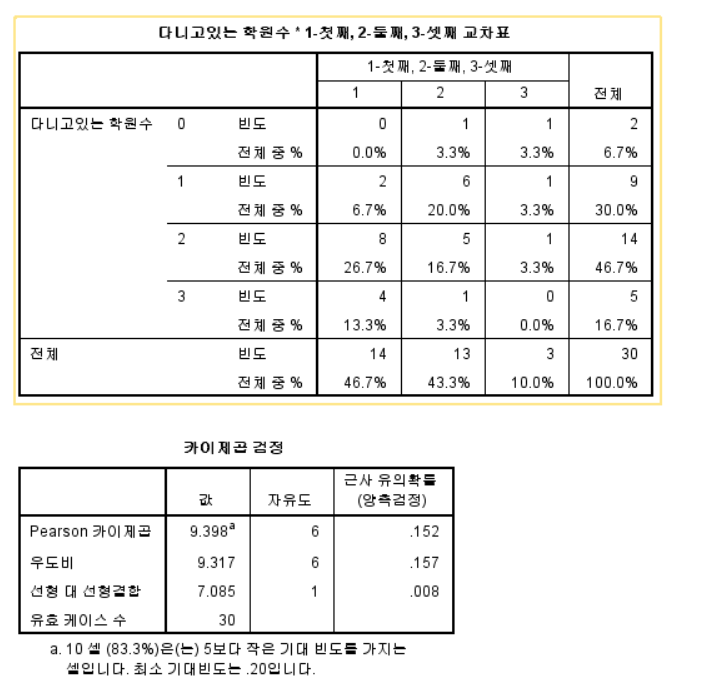 다니고있는 학원수 * 1-첫째, 2-둘째, 3-셋째 교차표
1-첫째, 2-둘째, 3-셋째
1 2 3 전체
다니고있는 학원수 0 빈도 0 1 1 2
전체 중 % 0.0% 3.3% 3.3% 6.7%
1 빈도 2 6 1 9
전체 중 % 6.7% 20.0% 3.3% 30.0%
2 빈도 8 5 1 14
전체 중 % 26.7% 16.7% 3.3% 46.7%
3 빈도 4 1 0 5
전체 중 % 13.3% 3.3% 0.0% 16.7%
전체 빈도 14 13 3 30
전체 중 % 46.7% 43.3% 10.0% 100.0%
카이제곱 검정
근사 유의확률
값 자유도 (양측검정)
Pearson 카이제곱 9.398a 6 .152
우도비 9.317 6 .157
선형 대 선형결합 7.085 1 .008
유효 케이스 수 30
a. 10 셀 (83.3%)은(는) 5보다 작은 기대 빈도를 가지는
셀입니다. 최소 기대빈도는 .20입니다.